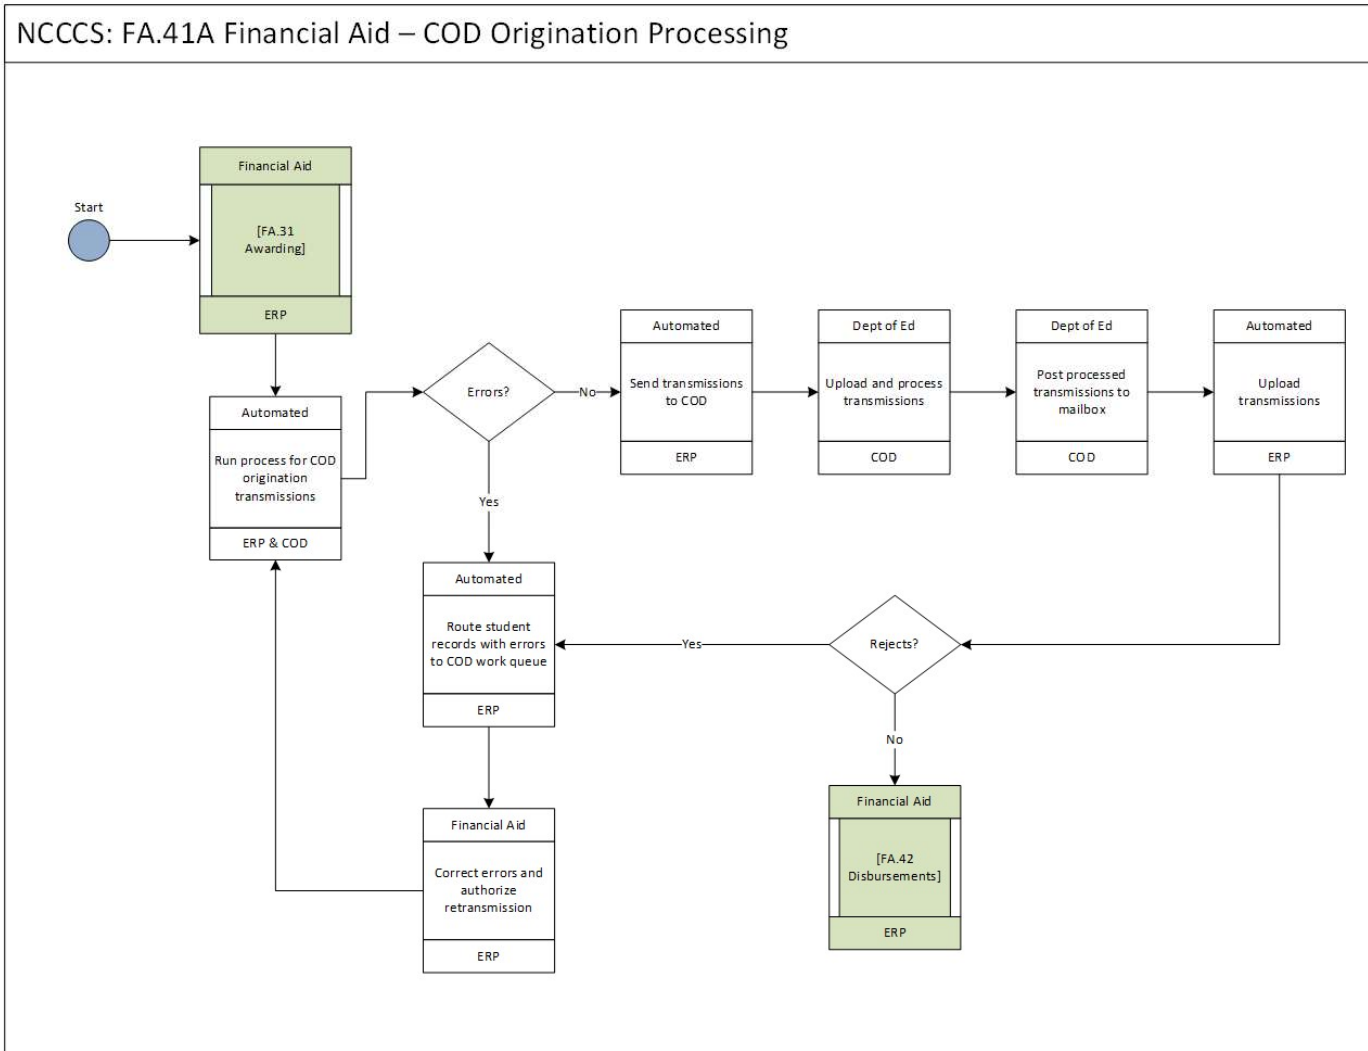 NCCCS: FA.41A Financial Aid – COD Origination Processing
Start
Financial Aid
[FA.31
Awarding]
ERP
Automated
Run process for COD
origination
transmissions
ERP & COD
Errors?
No
Yes
Automated
Send transmissions
to COD
ERP
Dept of Ed
Upload and process
transmissions
COD
Dept of Ed
Post processed
transmissions to
mailbox
COD
Automated
Upload
transmissions
ERP
Rejects?
Yes
No
Automated
Route student
records with errors
to COD work queue
ERP
Financial Aid
Correct errors and
authorize
retransmission
ERP
Financial Aid
[FA.42
Disbursements]
ERP